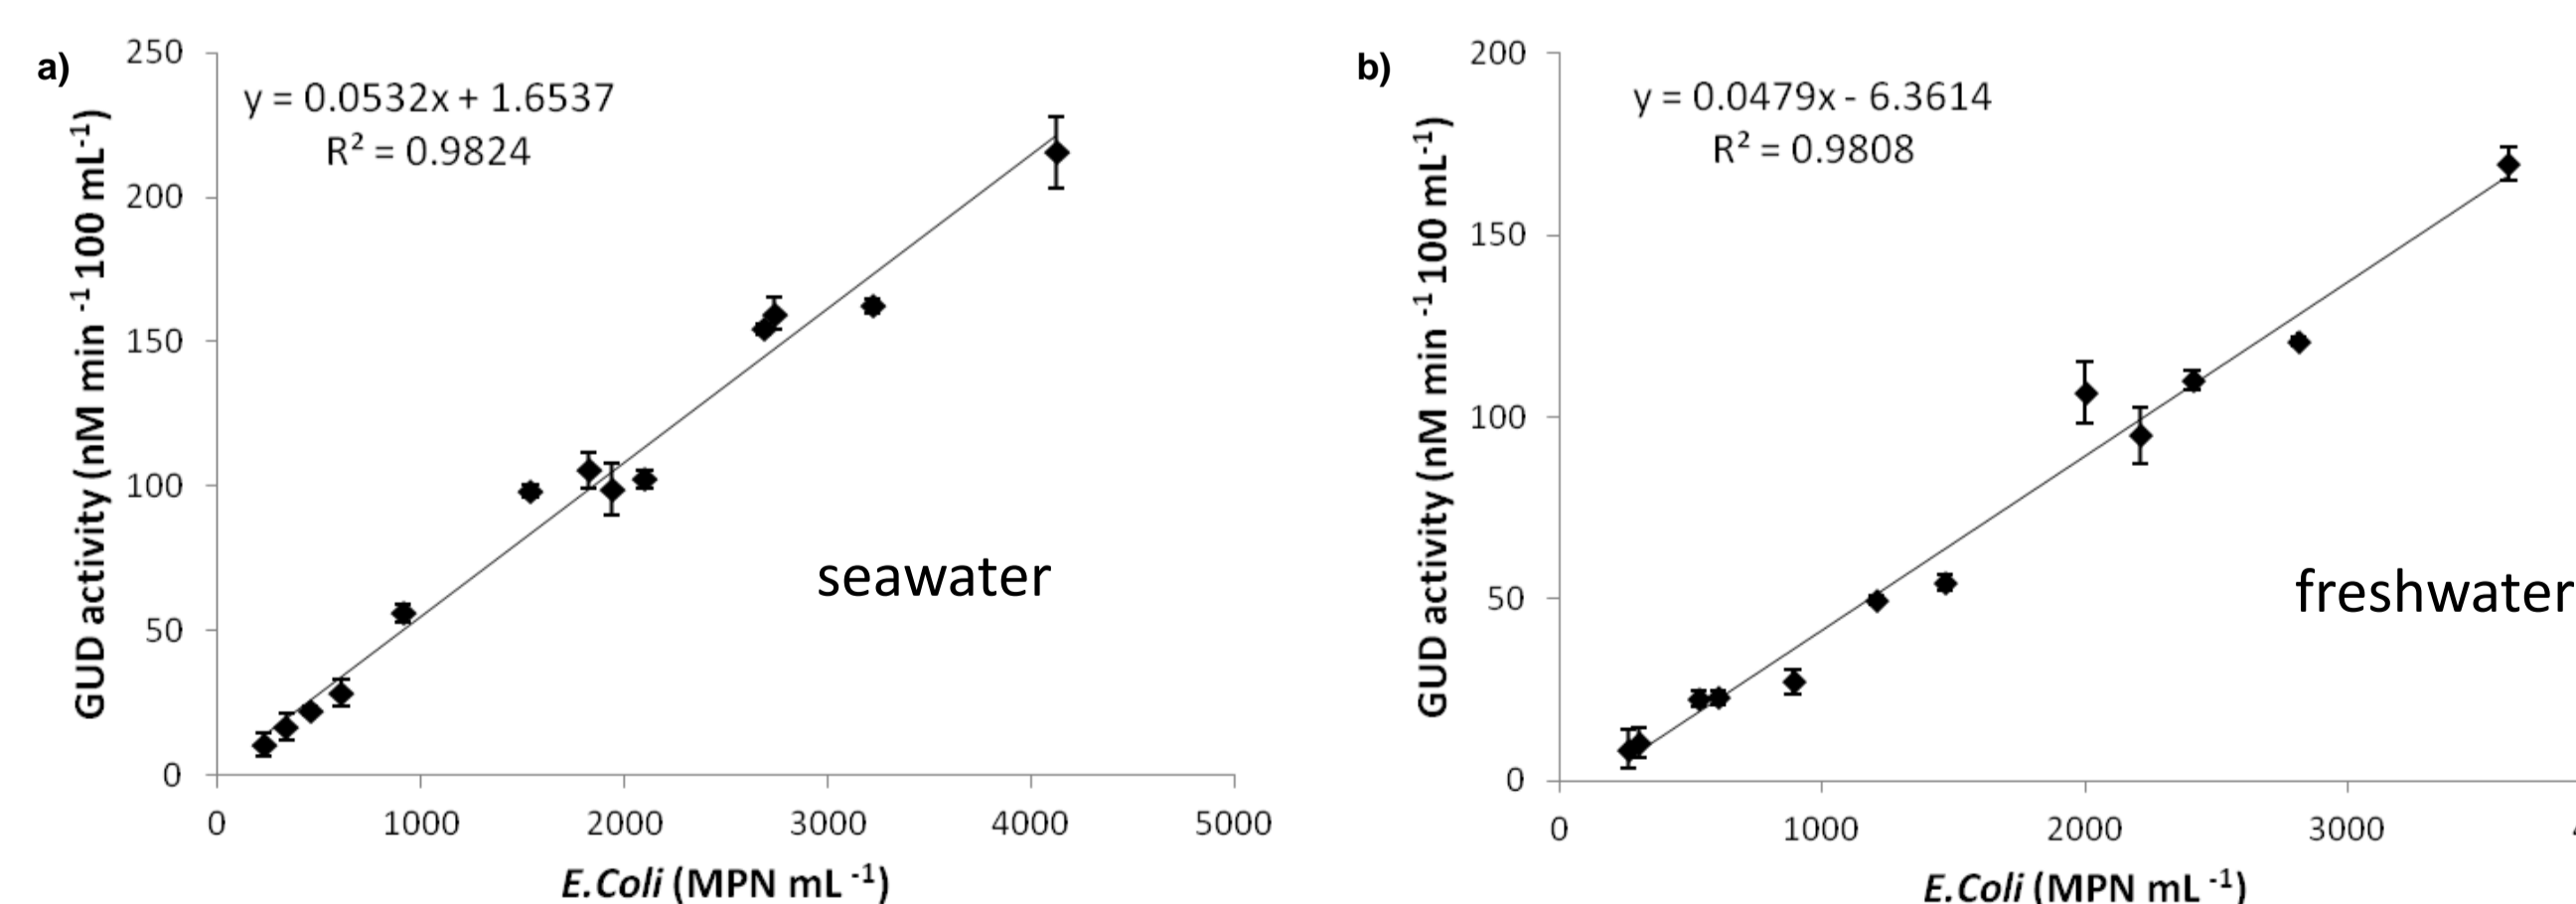 a)
250
200
150
100
50
0
y = 0.0532x + 1.6537
R² = 0.9824
GUD activity (nM min ⁻¹ 100 mL⁻¹)
seawater
0 1000 2000 3000 4000 5000
E.Coli (MPN mL ⁻¹)
b)
200
150
100
50
0
y = 0.0479x - 6.3614
R² = 0.9808
GUD activity (nM min ⁻¹ 100 mL⁻¹)
freshwater
0 1000 2000 3000
E.Coli (MPN mL ⁻¹)